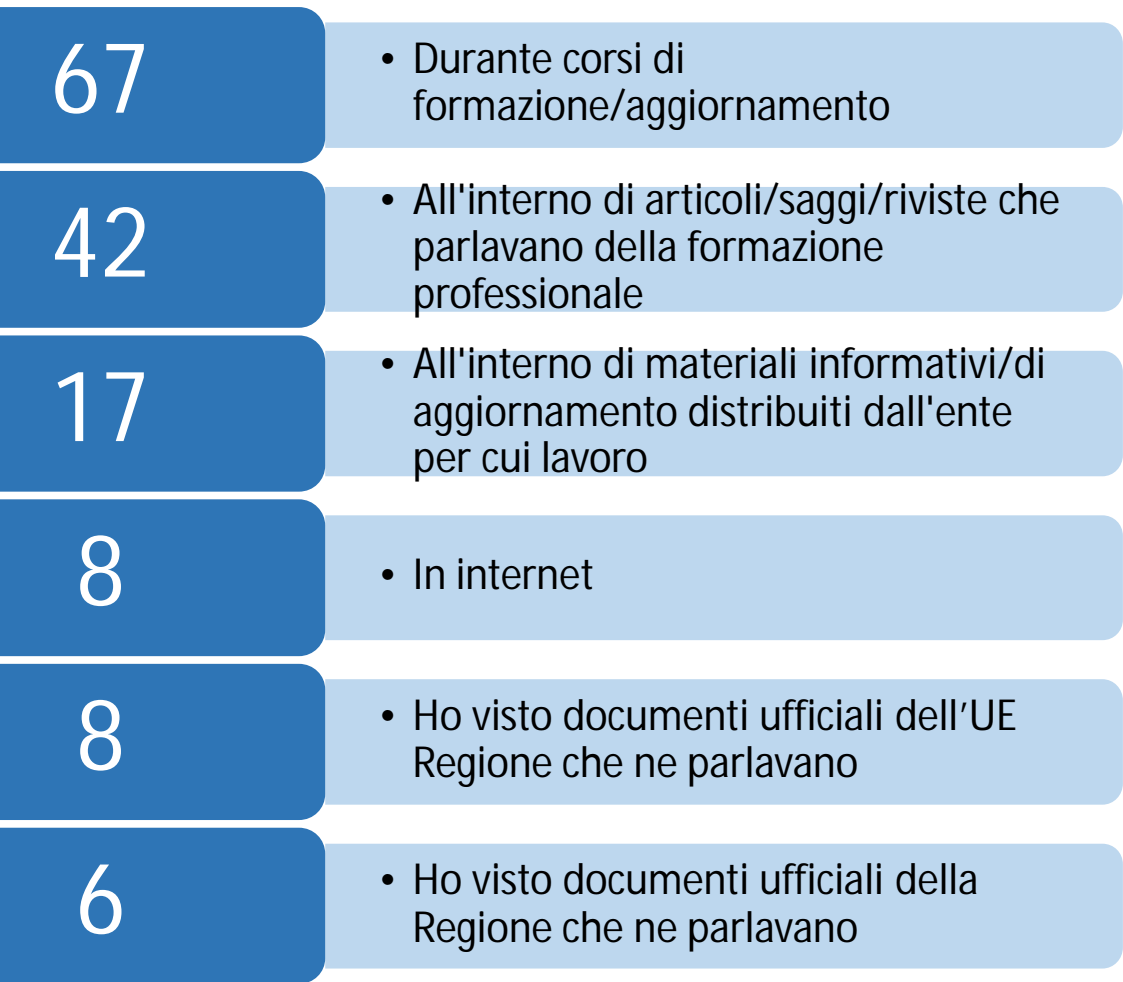 67
• Durante corsi di
formazione/aggiornamento
42
• All'interno di articoli/saggi/riviste che
parlavano della formazione
professionale
17
• All'interno di materiali informativi/di
aggiornamento distribuiti dall'ente
per cui lavoro
8
• In internet
8
• Ho visto documenti ufficiali dell’UE
Regione che ne parlavano
6
• Ho visto documenti ufficiali della
Regione che ne parlavano